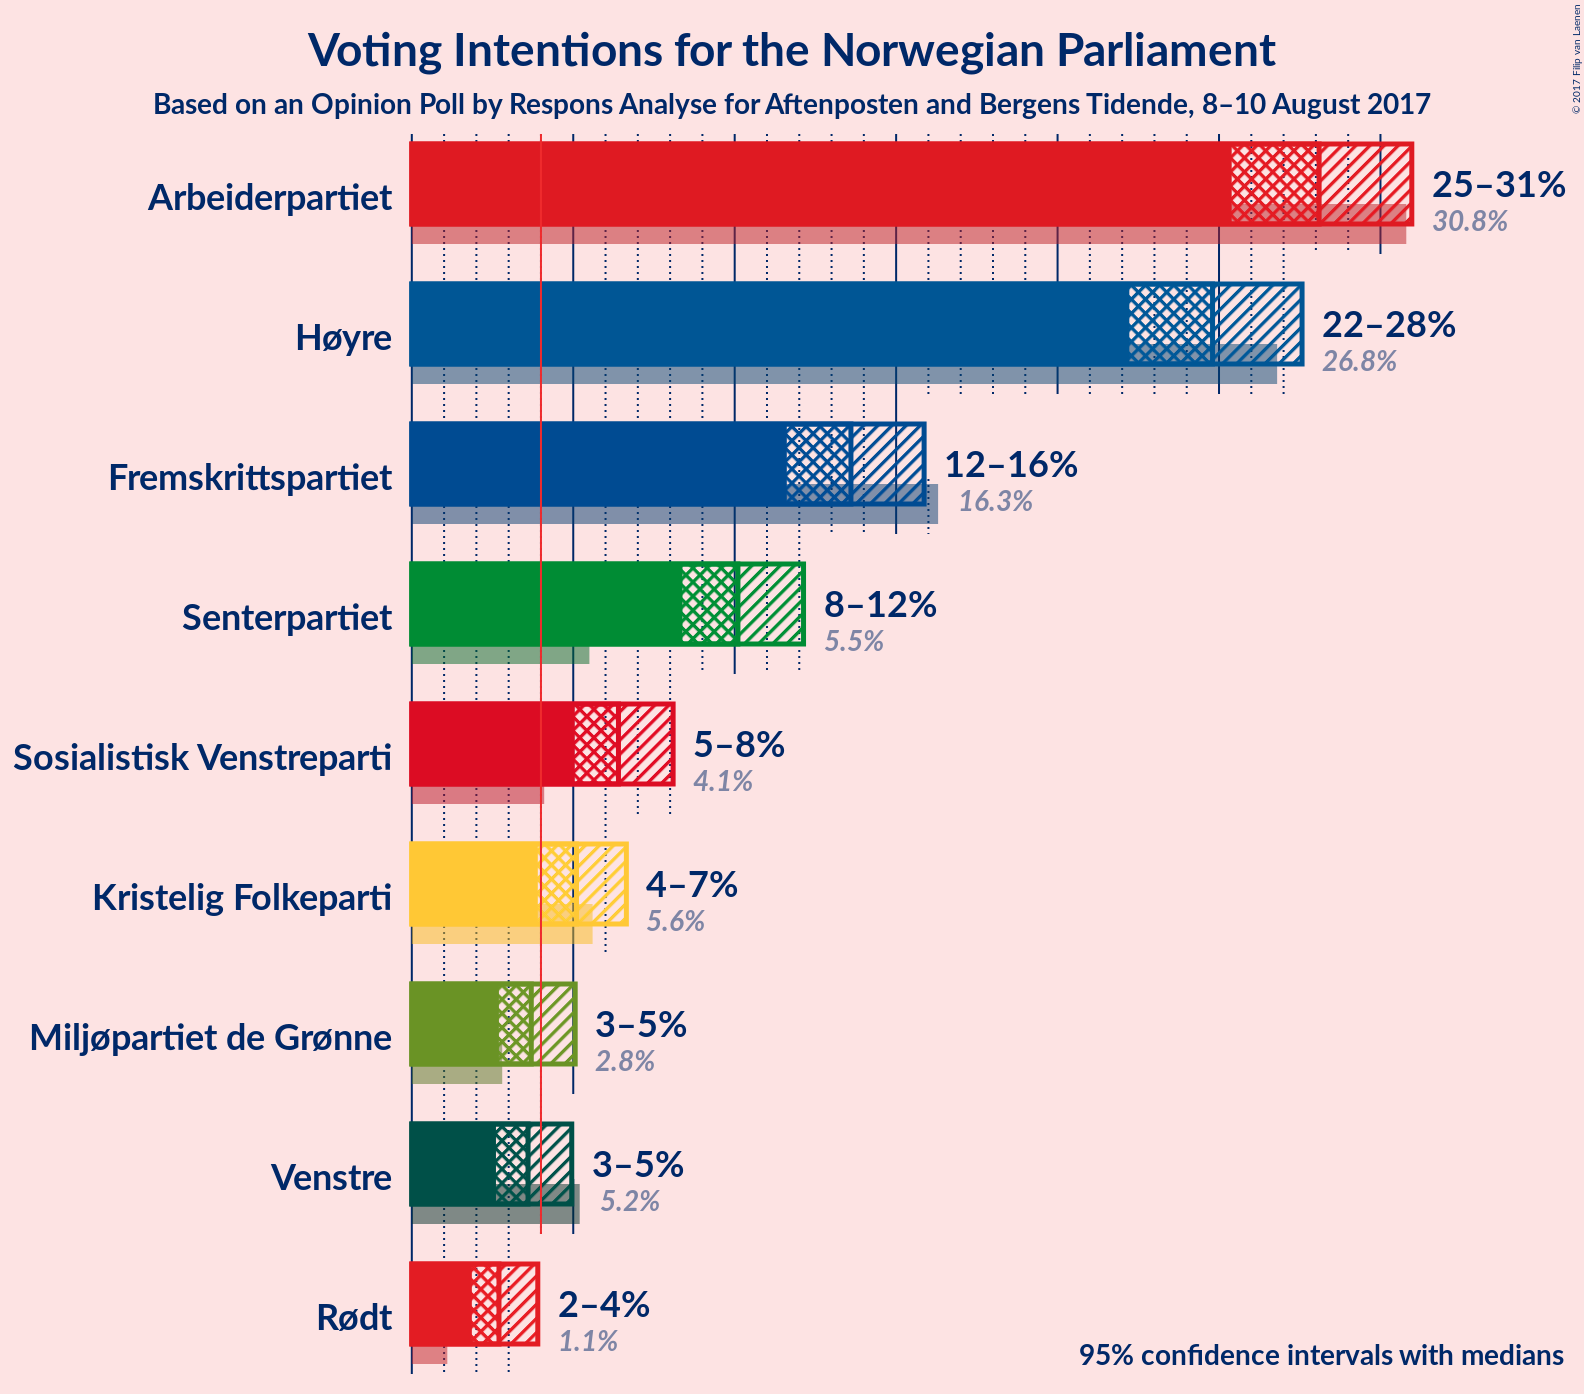 Voting Intentions for the Norwegian Parliament
Based on an Opinion Poll by Respons Analyse for Aftenposten and Bergens Tidende, 8–10 August 2017
© 2017 Filip van Laenen
Arbeiderpartiet
25–31%
30.8%
Høyre
22–28%
26.8%
Fremskrittspartiet
12–16%
16.3%
Senterpartiet
8–12%
5.5%
Sosialistisk Venstreparti
5–8%
4.1%
Kristelig Folkeparti
4–7%
5.6%
Miljøpartiet de Grønne
3–5%
2.8%
Venstre
3–5%
5.2%
Rødt
2–4%
1.1%
95% confidence intervals with medians